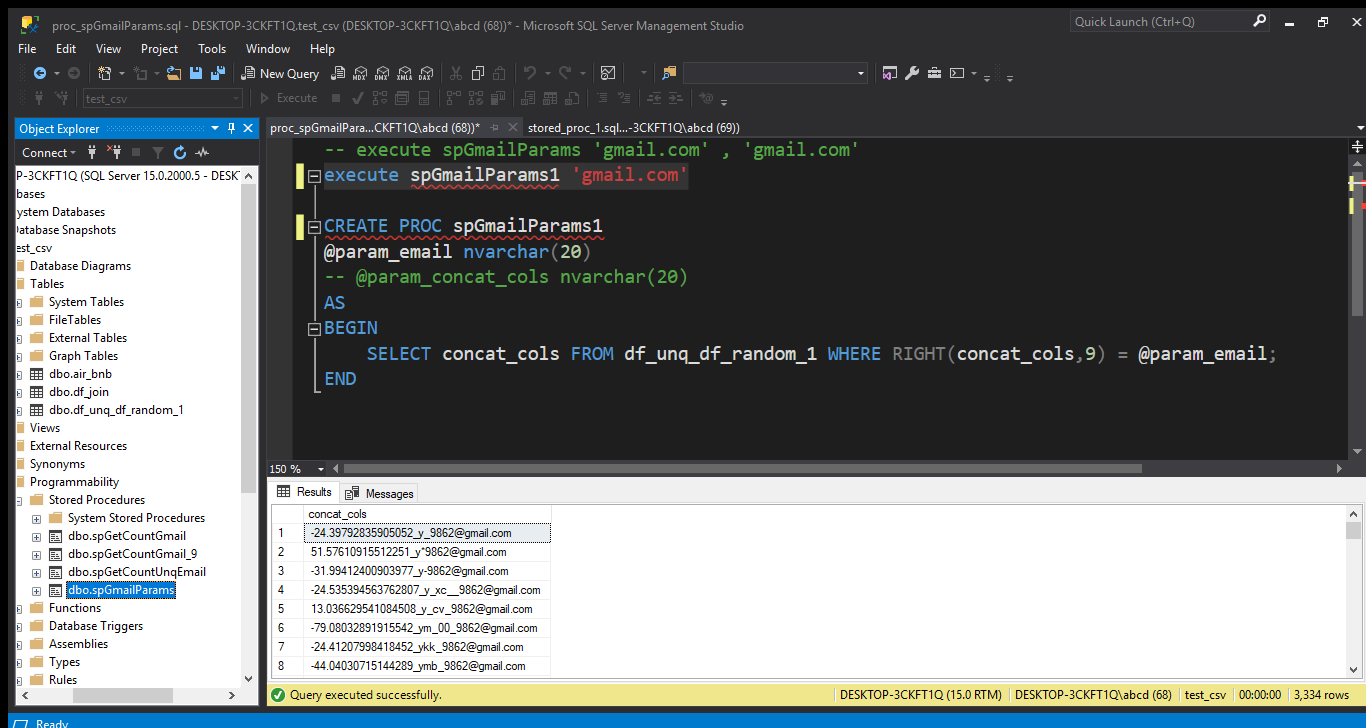 proc_spGmailParams.sql - DESKTOP-3CKFT1Q.test_csv (DESKTOP-3CKFT1Q\abcd (68))* - Microsoft SQL Server Management Studio
Quick Launch (Ctrl+Q)
File Edit View Project Tools Window Help
New Query MDX DMX XMLA DAX
test_csv Execute
Object Explorer
proc_spGmailPara...CKFT1Q\abcd (68))* stored_proc_1.sql...-3CKFT1Q\abcd (69))
Connect
P-3CKFT1Q (SQL Server 15.0.2000.5 - DESK
bases
ystem Databases
atabase Snapshots
est_csv
Database Diagrams
Tables
System Tables
FileTables
External Tables
Graph Tables
dbo.air_bnb
dbo.df_join
dbo.df_unq_df_random_1
Views
External Resources
Synonyms
Programmability
Stored Procedures
System Stored Procedures
dbo.spGetCountGmail
dbo.spGetCountGmail_9
dbo.spGetCountUnqEmail
dbo.spGmailParams
Functions
Database Triggers
Assemblies
Types
Rules
-- execute spGmailParams 'gmail.com' , 'gmail.com'
execute spGmailParams1 'gmail.com'
CREATE PROC spGmailParams1
@param_email nvarchar(20)
-- @param_concat_cols nvarchar(20)
AS
BEGIN
SELECT concat_cols FROM df_unq_df_random_1 WHERE RIGHT(concat_cols,9) = @param_email;
END
150 %
Results Messages
concat_cols
1 -24.39792835905052_y_9862@gmail.com
2 51.57610915512251_y*9862@gmail.com
3 -31.99412400903977_y-9862@gmail.com
4 -24.535394563762807_y_xc__9862@gmail.com
5 13.036629541084508_y_cv_9862@gmail.com
6 -79.08032891915542_ym_00_9862@gmail.com
7 -24.41207998418452_ykk_9862@gmail.com
8 -44.04030715144289_ymb_9862@gmail.com
Query executed successfully. DESKTOP-3CKFT1Q (15.0 RTM) DESKTOP-3CKFT1Q\abcd (68) test_csv 00:00:00 3,334 rows
Ready